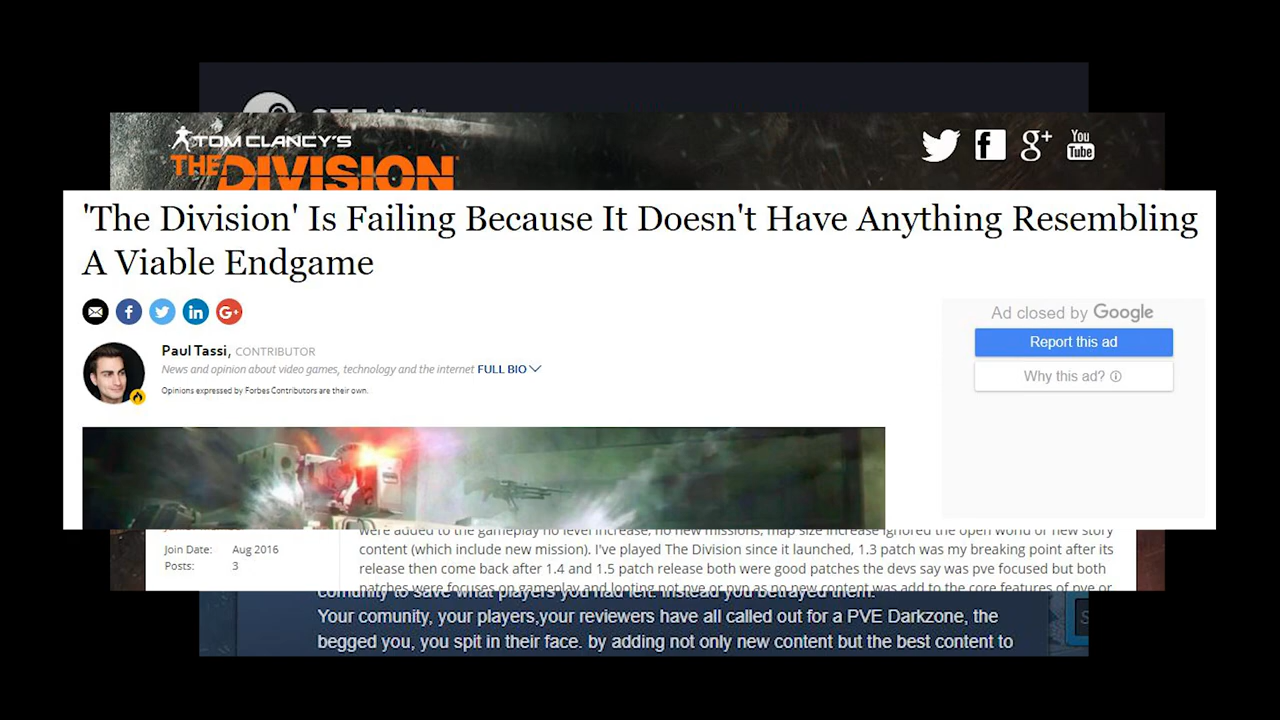 STEAM
TOM CLANCY'S
THE DIVISION
You
Tube
'The Division' Is Failing Because It Doesn't Have Anything Resembling
A Viable Endgame
Paul Tassi, CONTRIBUTOR
News and opinion about video games, technology and the internet FULL BIO
Opinions expressed by Forbes Contributors are their own.
Ad closed by Google
Report this ad
Why this ad?
were added to the gameplay no level increase, no new missions, map size increase ignored the open world or new story
Join Date: Aug 2016
content (which include new mission). I've played The Division since it launched, 1.3 patch was my breaking point after its
Posts: 3
release then come back after 1.4 and 1.5 patch release both were good patches the devs say was pve focused but both
patches were focuses on gameplay and looting not pve or pvp as no new content was add to the core features of pve or
comunity to save what players you had left. Instead you betrayed them.
Your comunity, your players,your reviewers have all called out for a PVE Darkzone, the
begged you, you spit in their face. by adding not only new content but the best content to